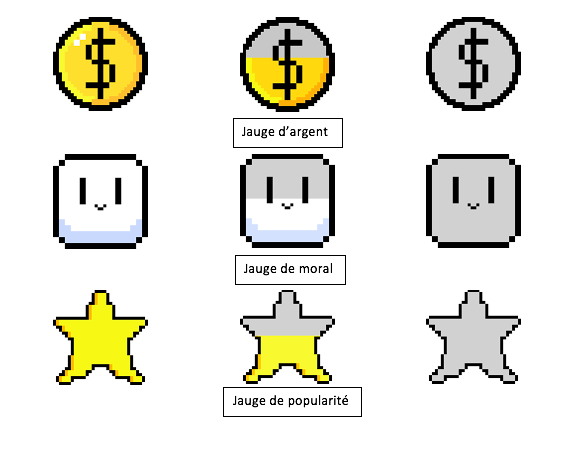 $ $ $
Jauge d'argent
Jauge de moral
Jauge de popularité